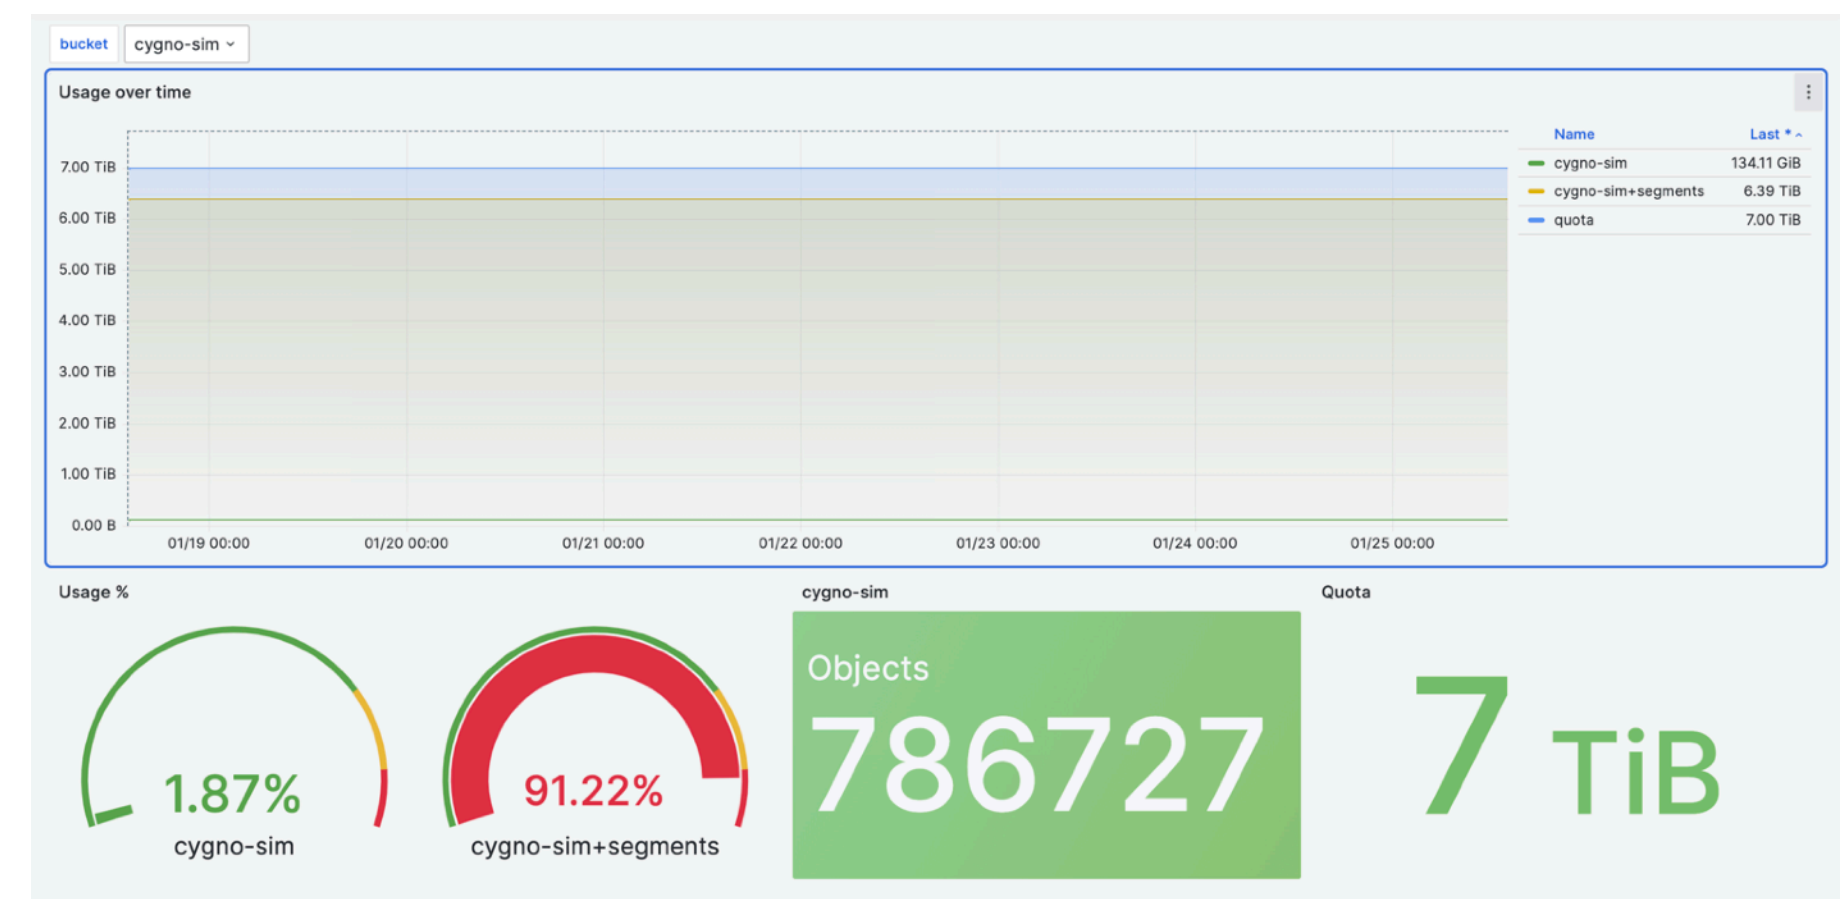 bucket cygno-sim
Usage over time
Name Last *
7.00 TiB
6.00 TiB
5.00 TiB
4.00 TiB
3.00 TiB
2.00 TiB
1.00 TiB
0.00 B
01/19 00:00 01/20 00:00 01/21 00:00 01/22 00:00 01/23 00:00 01/24 00:00 01/25 00:00
cygno-sim 134.11 GiB
cygno-sim+segments 6.39 TiB
quota 7.00 TiB
Usage %
1.87%
cygno-sim
91.22%
cygno-sim+segments
cygno-sim
Objects
786727
Quota
7 TiB